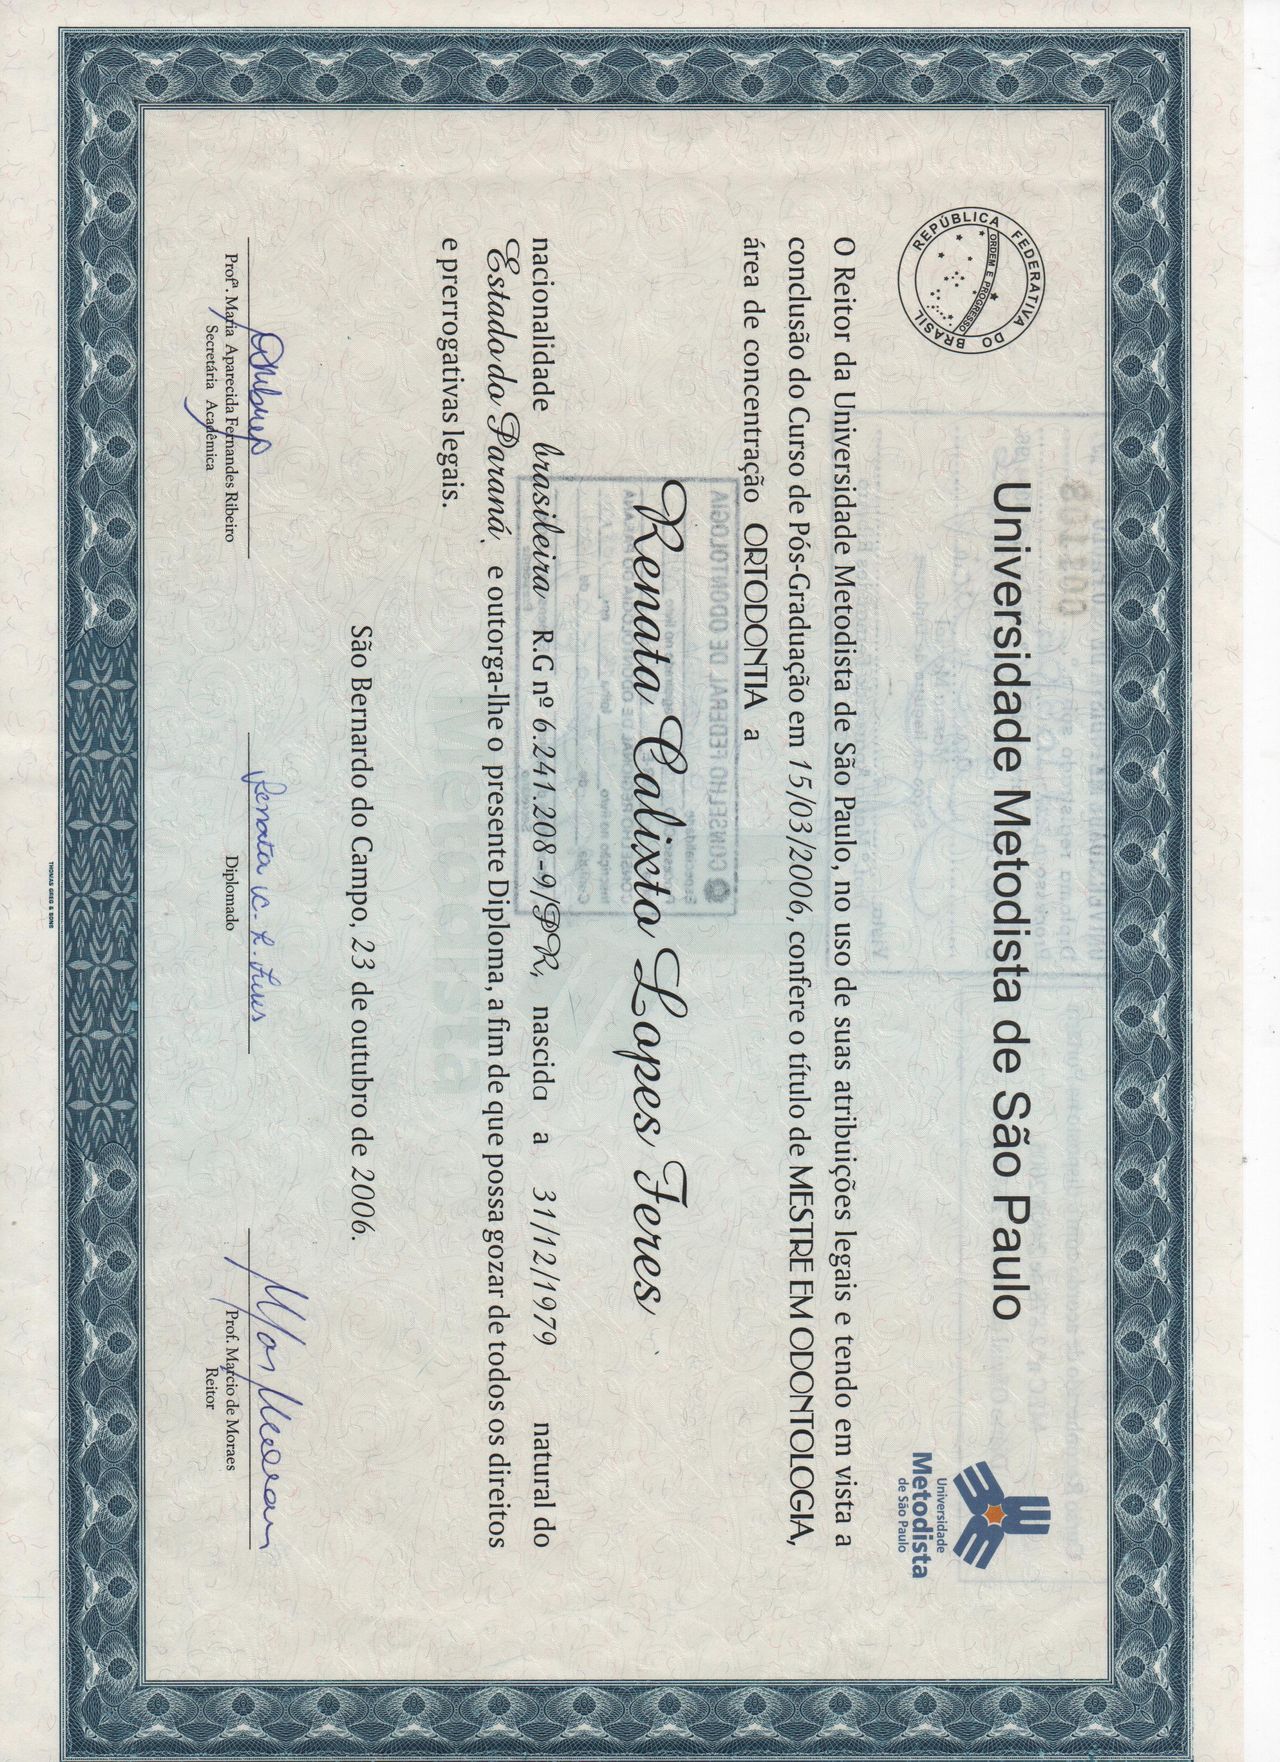 REPÚBLICA FEDERATIVA DO BRASIL
ORDEM E PROGRESSO
Universidade Metodista de São Paulo
Universidade
Metodista
de São Paulo
O Reitor da Universidade Metodista de São Paulo, no uso de suas atribuições legais e tendo em vista a
conclusão do Curso de Pós-Graduação em 15/03/2006, confere o título de MESTRE EM ODONTOLOGIA,
área de concentração ORTODONTIA a
Renata Calixto Lopes Feres
nacionalidade brasileira R.G nº 6.241.208-9/PR, nascida a 31/12/1979 natural do
Estado do Paraná, e outorga-lhe o presente Diploma, a fim de que possa gozar de todos os direitos
e prerrogativas legais.
São Bernardo do Campo, 23 de outubro de 2006.
Profª. Maria Aparecida Fernandes Ribeiro
Secretária Acadêmica
Diplomado
Prof. Marcio de Moraes
Reitor
THOMAS GREG & SONS